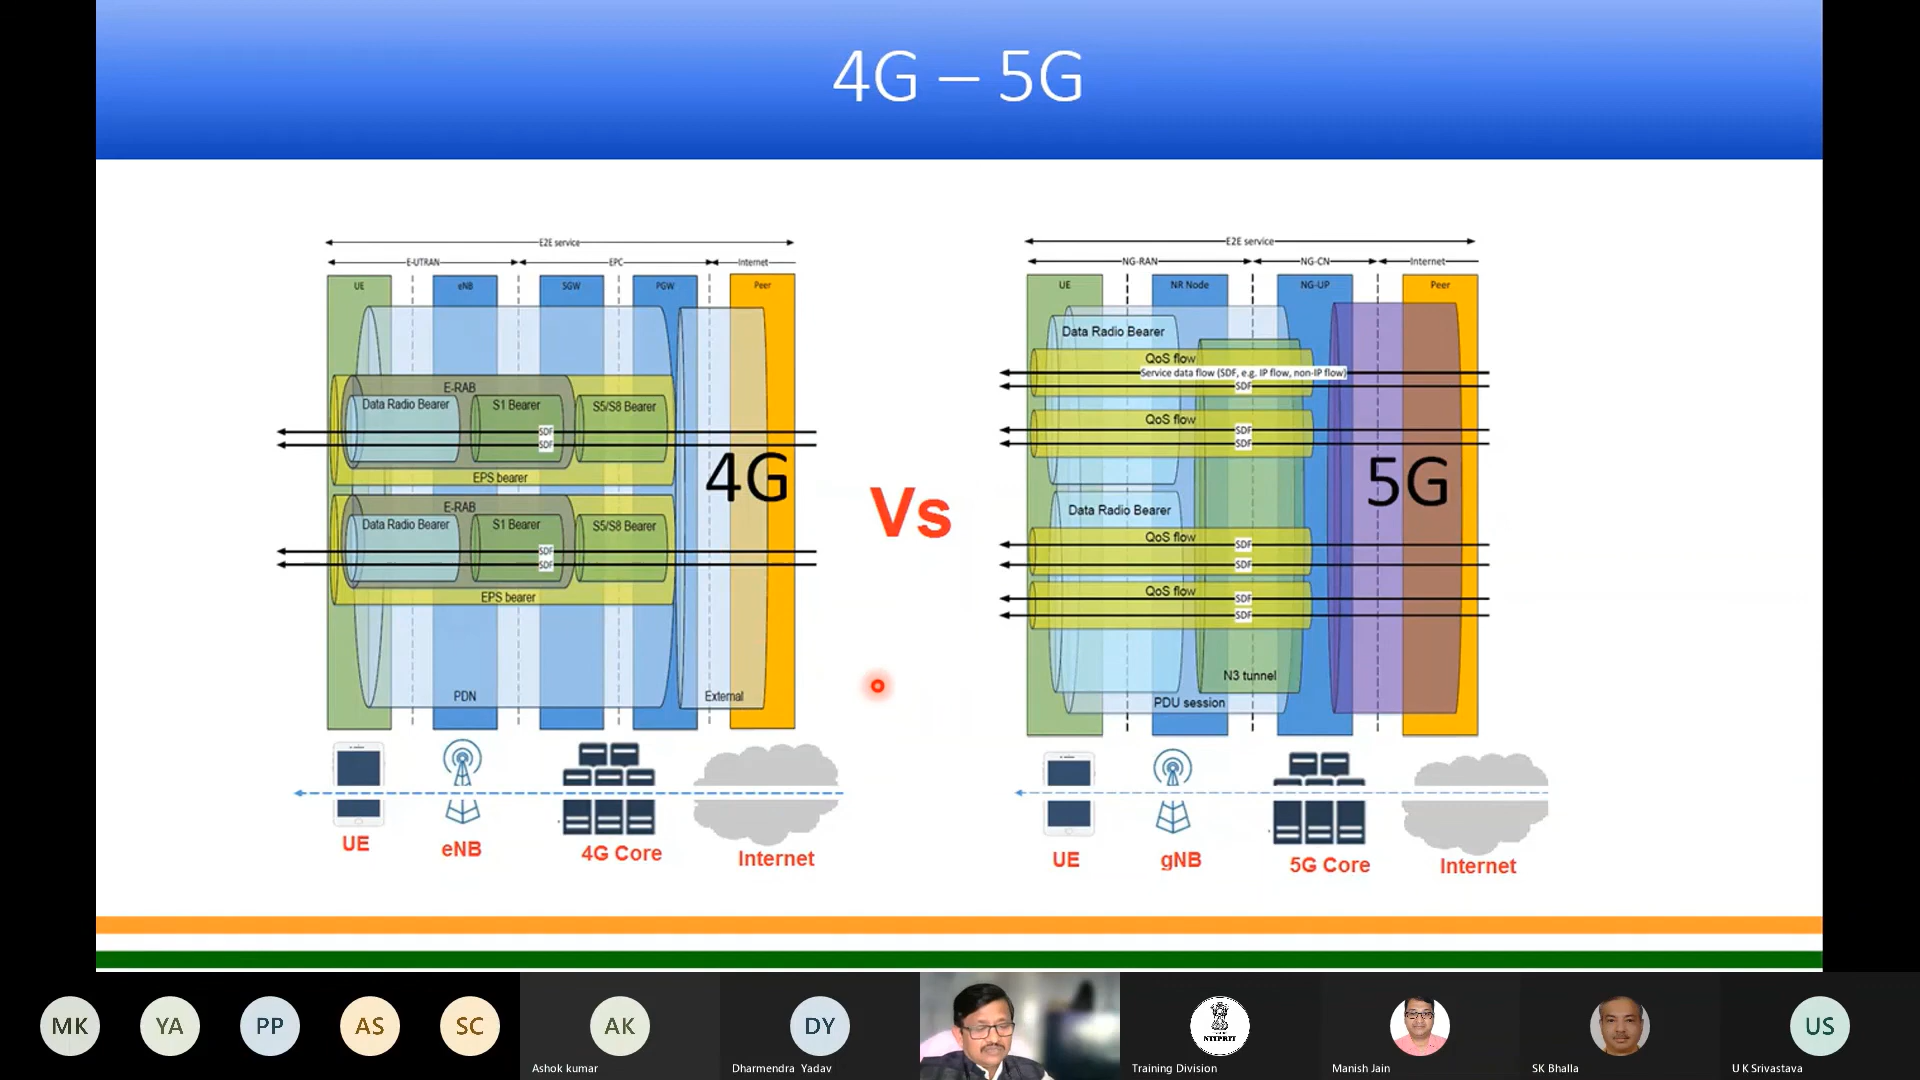 4G – 5G
E2E service
E-UTRAN EPC Internet
UE eNB SGW PGW Peer
E-RAB
Data Radio Bearer S1 Bearer S5/S8 Bearer
SDF
SDF
EPS bearer
E-RAB
Data Radio Bearer S1 Bearer S5/S8 Bearer
SDF
SDF
EPS bearer
PDN External
4G
UE eNB 4G Core Internet
Vs
E2E service
NG-RAN NG-CN Internet
UE NR Node NG-UP Peer
Data Radio Bearer
QoS flow
Service data flow (SDF, e.g. IP flow, non-IP flow)
SDF
QoS flow
SDF
SDF
5G
Data Radio Bearer
QoS flow
SDF
SDF
QoS flow
SDF
SDF
N3 tunnel
PDU session
UE gNB 5G Core Internet
MK YA PP AS SC AK DY US
NTIPRIT
Ashok kumar Dharmendra Yadav Training Division Manish Jain SK Bhalla U K Srivastava